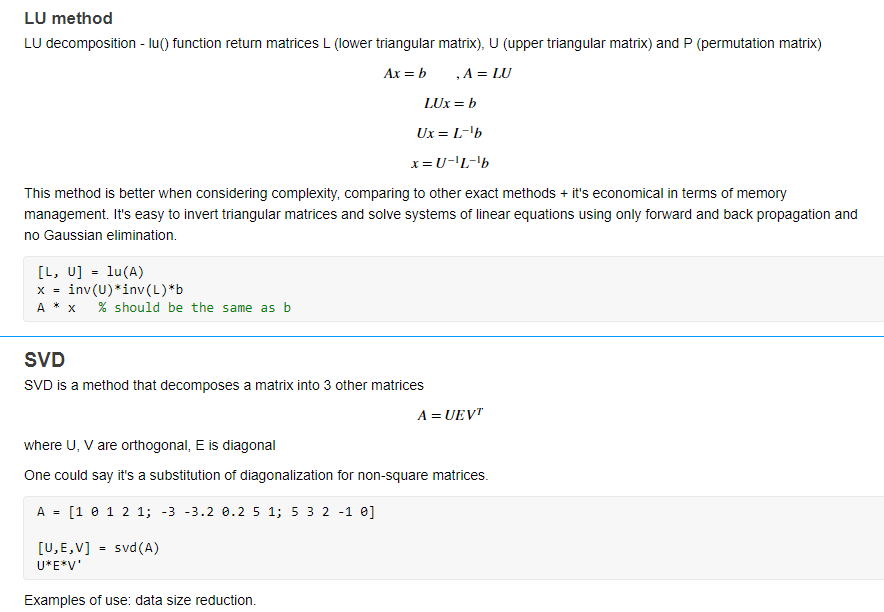 LU method
LU decomposition - lu() function return matrices L (lower triangular matrix), U (upper triangular matrix) and P (permutation matrix)
Ax = b , A = LU
LUx = b
Ux = L⁻¹b
x = U⁻¹L⁻¹b
This method is better when considering complexity, comparing to other exact methods + it's economical in terms of memory
management. It's easy to invert triangular matrices and solve systems of linear equations using only forward and back propagation and
no Gaussian elimination.
[L, U] = lu(A)
x = inv(U)*inv(L)*b
A * x % should be the same as b
SVD
SVD is a method that decomposes a matrix into 3 other matrices
A = UEVᵀ
where U, V are orthogonal, E is diagonal
One could say it's a substitution of diagonalization for non-square matrices.
A = [1 0 1 2 1; -3 -3.2 0.2 5 1; 5 3 2 -1 0]
[U,E,V] = svd(A)
U*E*V'
Examples of use: data size reduction.